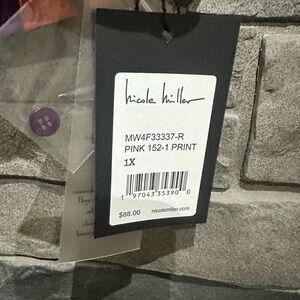 nicole miller
MW4F33337-R
PINK 152-1 PRINT
1X
1 97043 35390 0
$88.00 nicolemiller.com